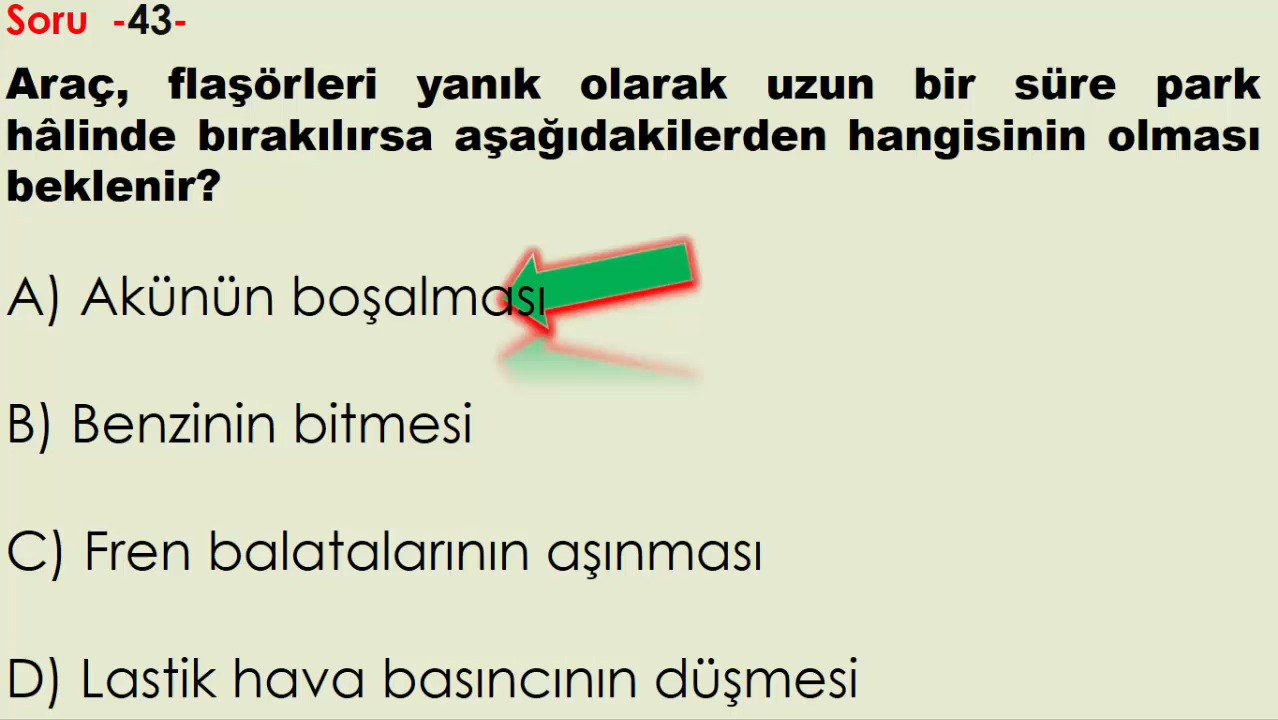 Soru -43-
Araç, flaşörleri yanık olarak uzun bir süre park
hâlinde bırakılırsa aşağıdakilerden hangisinin olması
beklenir?
A) Akünün boşalması
B) Benzinin bitmesi
C) Fren balatalarının aşınması
D) Lastik hava basıncının düşmesi